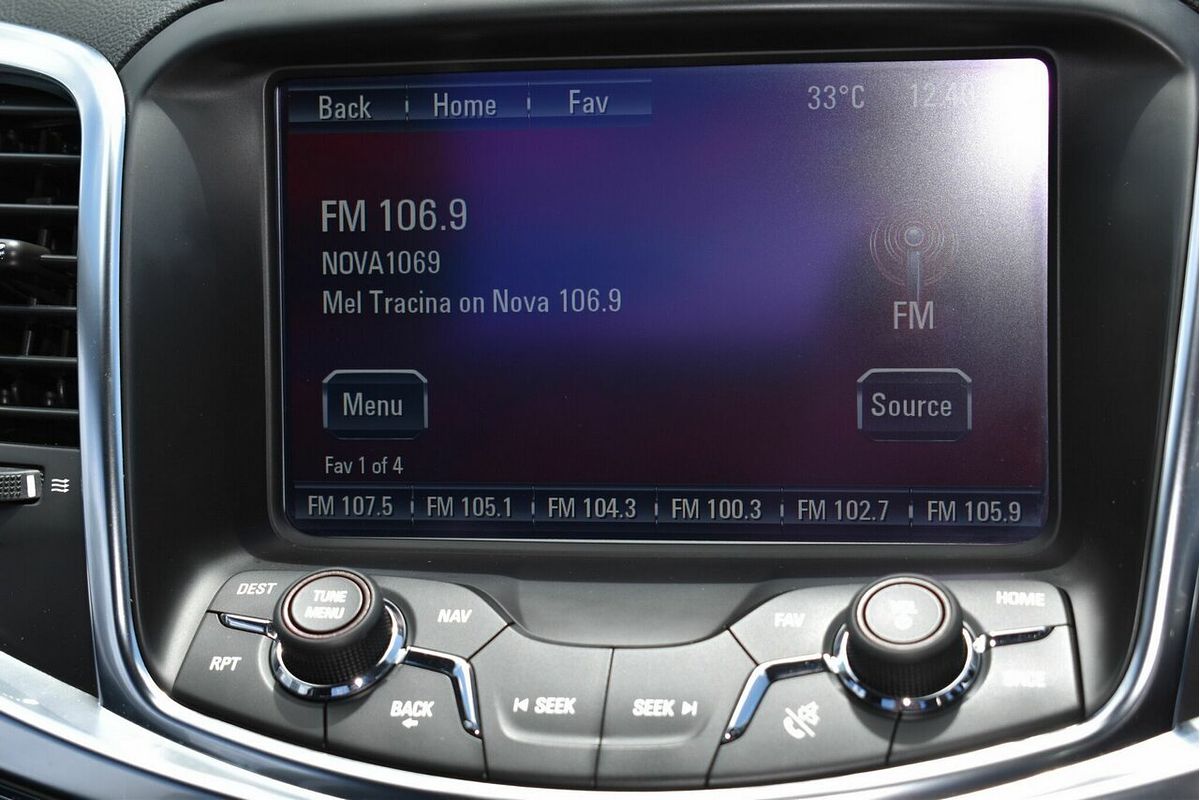 Back Home Fav 33°C
FM 106.9
NOVA1069
Mel Tracina on Nova 106.9
FM
Menu Source
Fav 1 of 4
FM 107.5 FM 105.1 FM 104.3 FM 100.3 FM 102.7 FM 105.9
DEST TUNE MENU NAV FAV HOME
RPT BACK SEEK SEEK